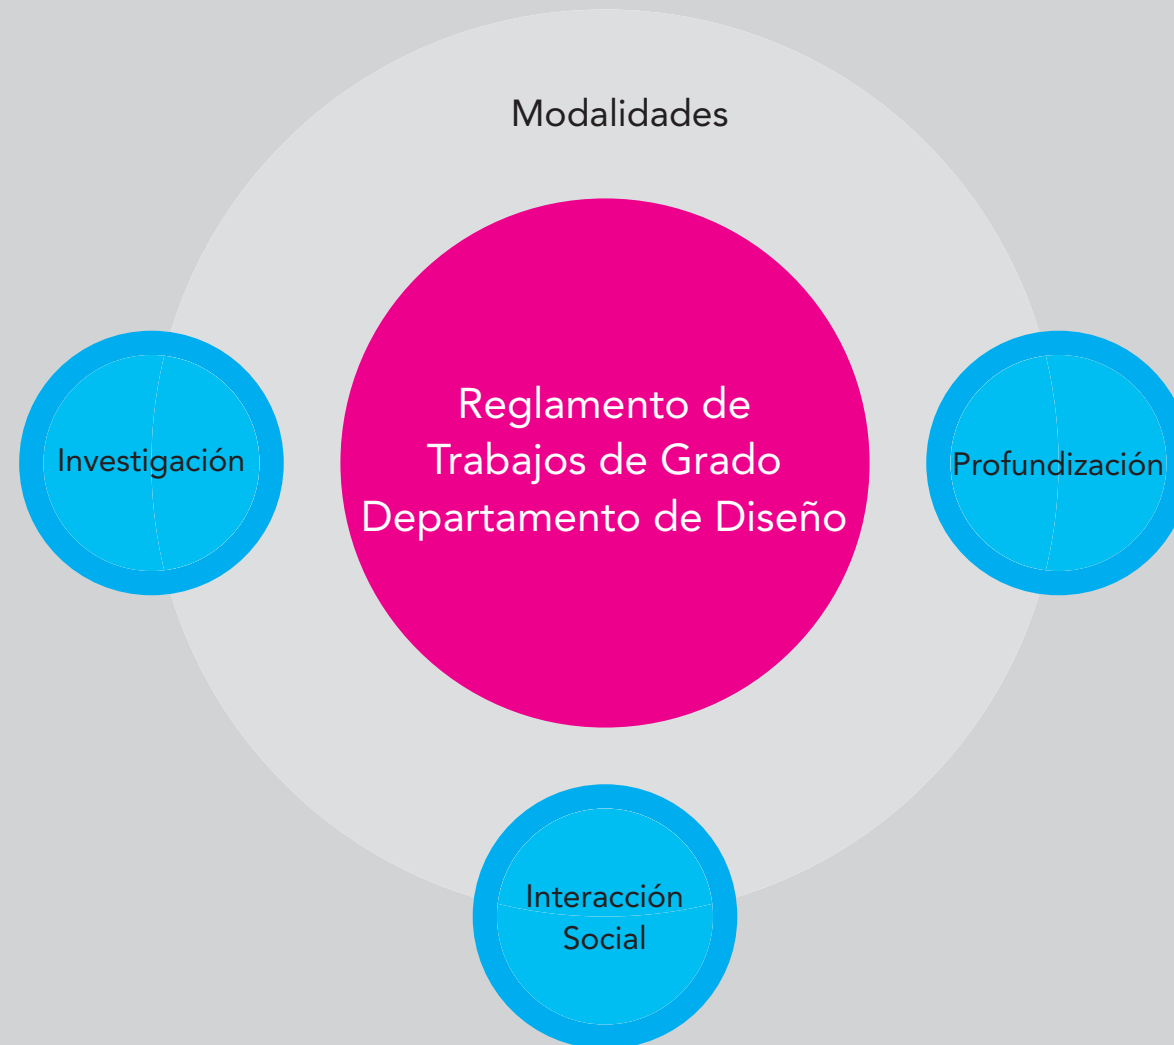 Modalidades
Reglamento de
Trabajos de Grado
Departamento de Diseño
Investigación
Profundización
Interacción
Social